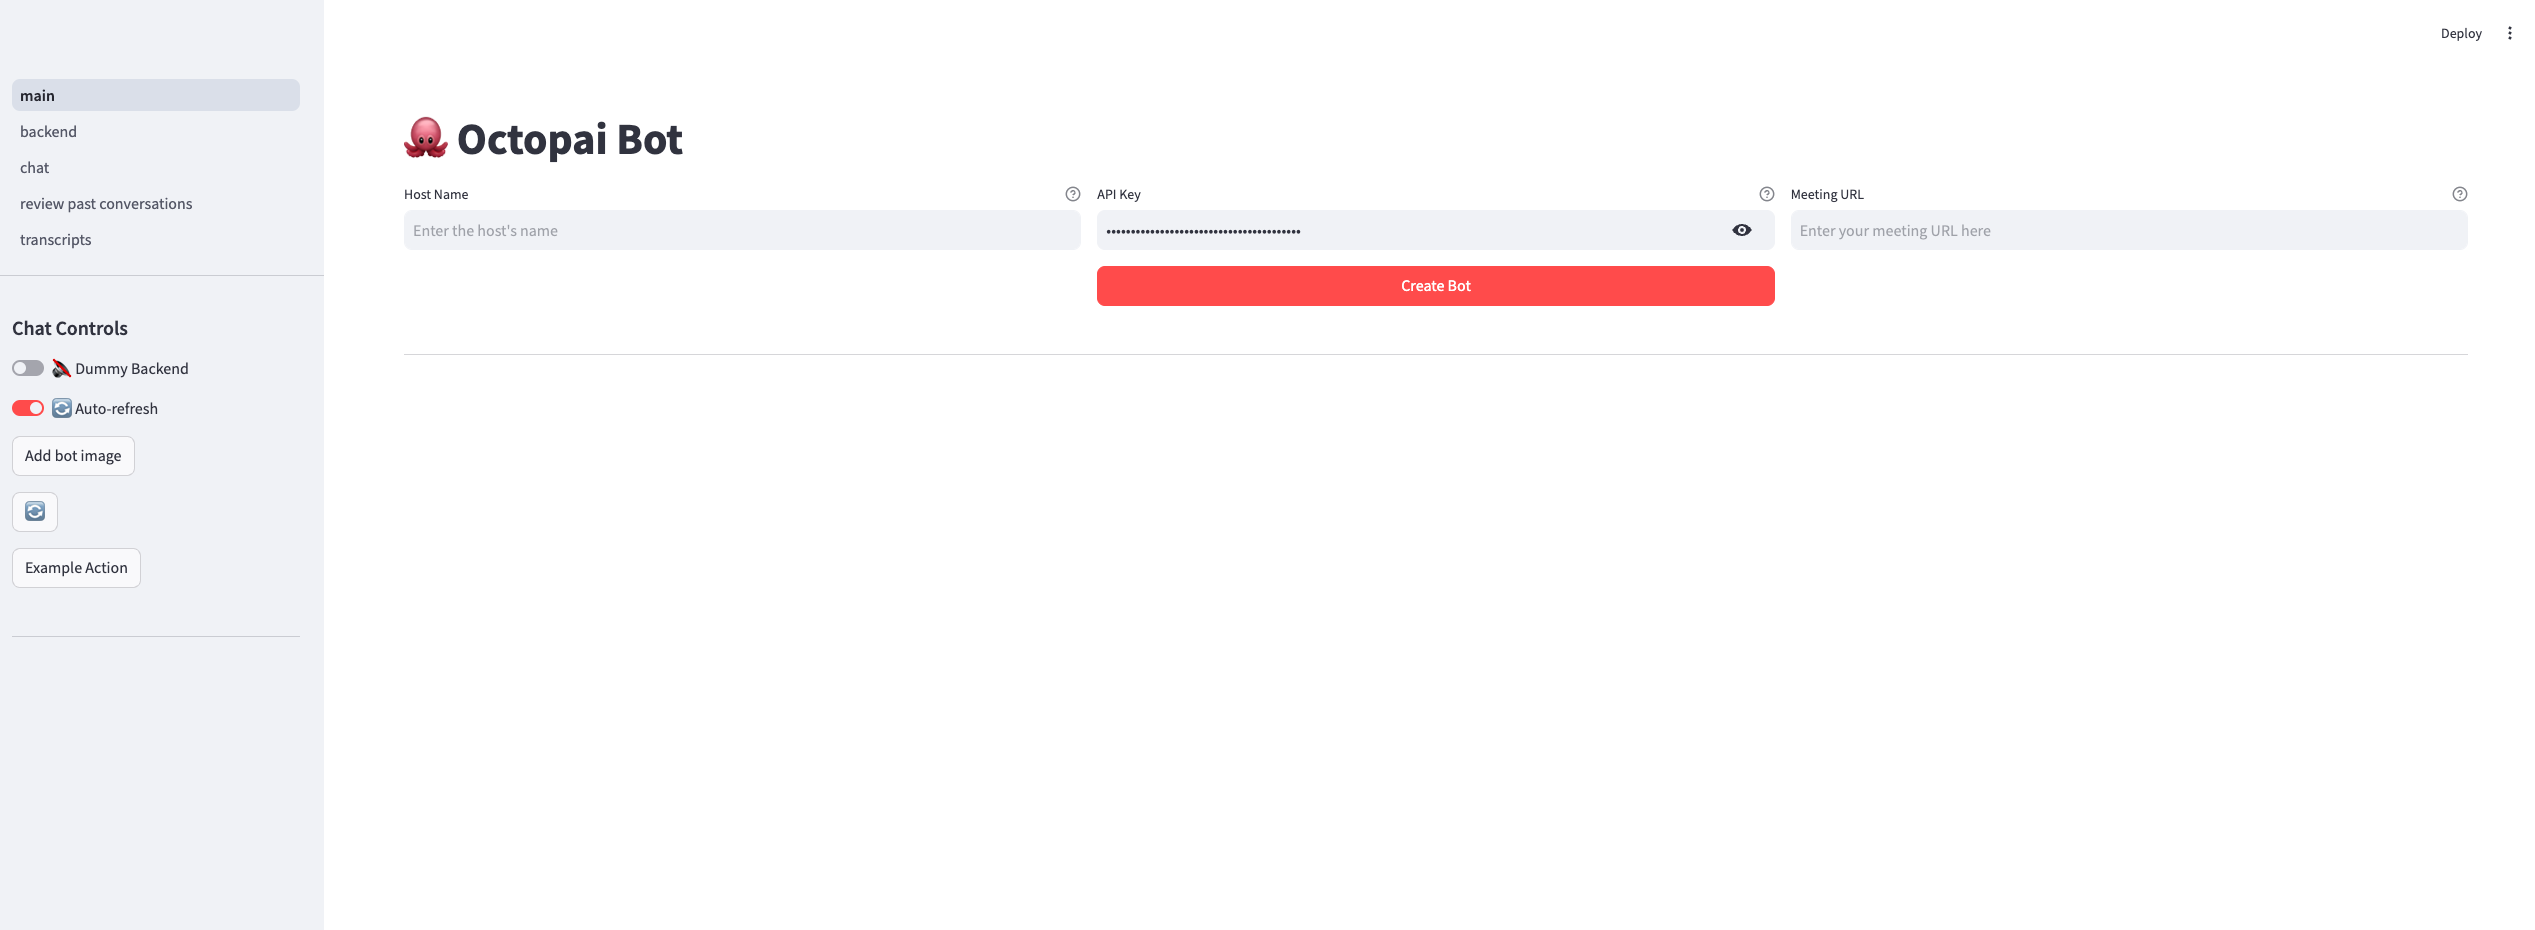 Deploy
main
backend
chat
review past conversations
transcripts
Chat Controls
Dummy Backend
Auto-refresh
Add bot image
Example Action
Octopai Bot
Host Name
Enter the host's name
API Key
••••••••••••••••••••••••••••••••••••••••
Meeting URL
Enter your meeting URL here
Create Bot